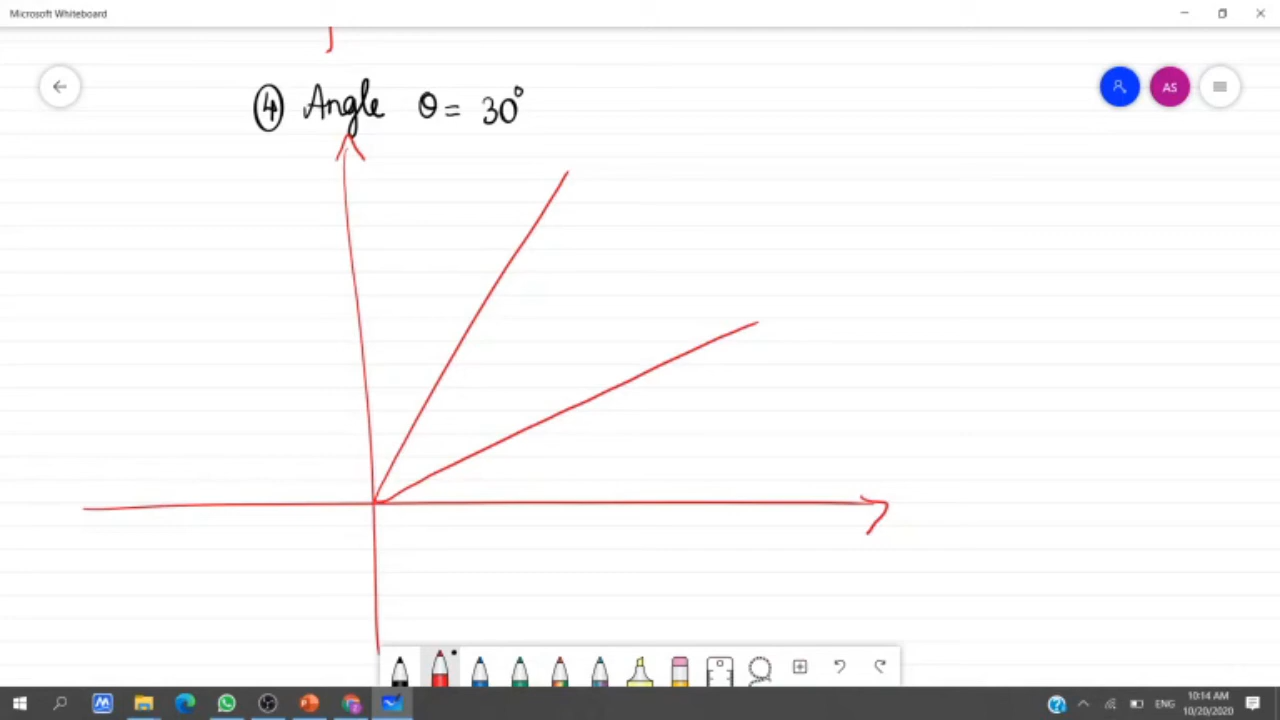 Microsoft Whiteboard
④ Angle θ = 30°
AS
ENG
10:14 AM
10/20/2020